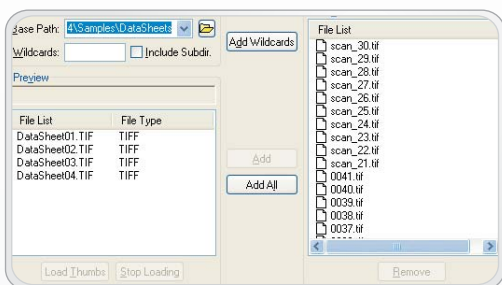 Base Path: 4\Samples\DataSheets
Wildcards:
Include Subdir.
Preview
File List File Type
DataSheet01.TIF TIFF
DataSheet02.TIF TIFF
DataSheet03.TIF TIFF
DataSheet04.TIF TIFF
Load Thumbs Stop Loading
Add Wildcards
Add
Add All
File List
scan_30.tif
scan_29.tif
scan_28.tif
scan_27.tif
scan_26.tif
scan_25.tif
scan_24.tif
scan_23.tif
scan_22.tif
scan_21.tif
0041.tif
0040.tif
0039.tif
0038.tif
0037.tif
Remove